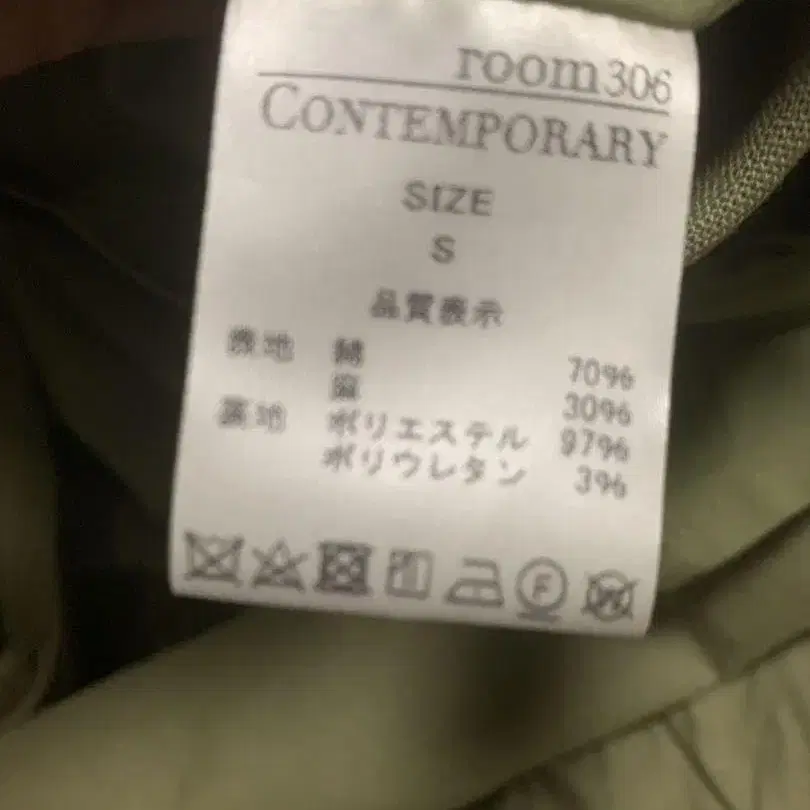 room306
CONTEMPORARY
SIZE
S
品質表示
表地 綿 70%
麻 30%
裏地 ポリエステル 97%
ポリウレタン 3%
F
W